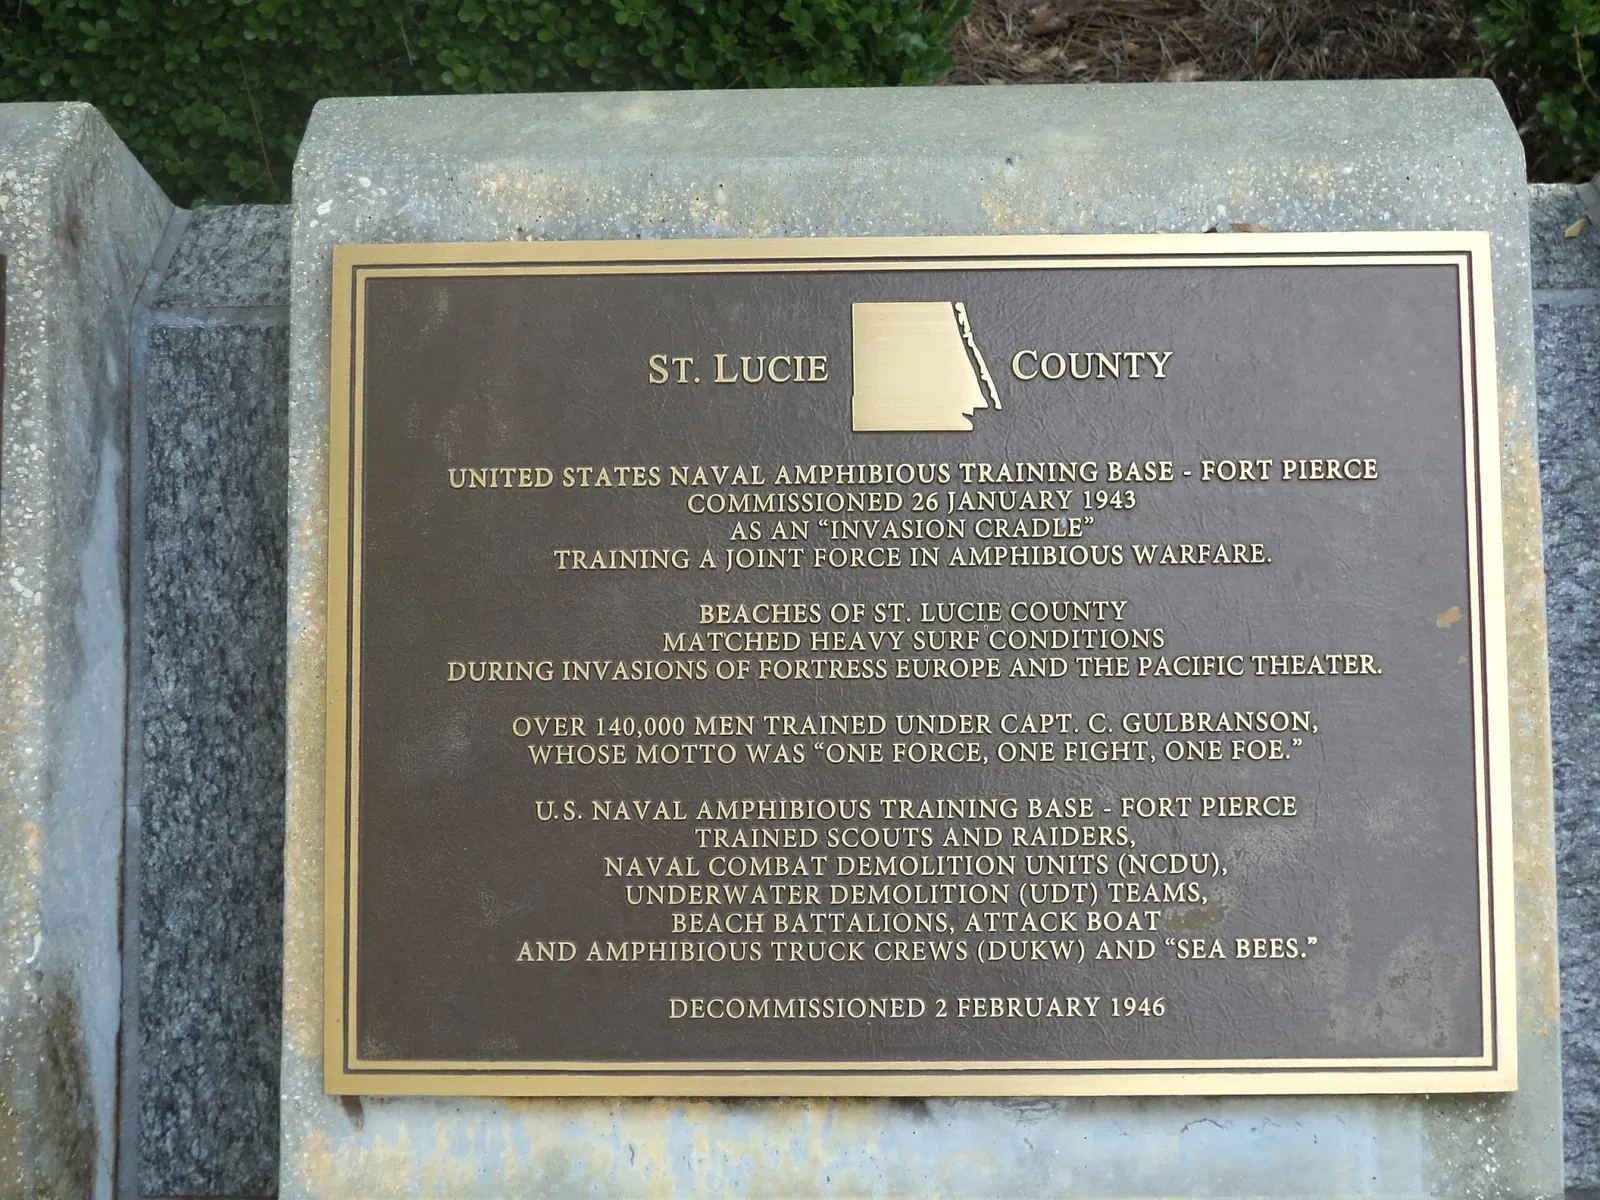 ST. LUCIE COUNTY
UNITED STATES NAVAL AMPHIBIOUS TRAINING BASE - FORT PIERCE
COMMISSIONED 26 JANUARY 1943
AS AN “INVASION CRADLE”
TRAINING A JOINT FORCE IN AMPHIBIOUS WARFARE.
BEACHES OF ST. LUCIE COUNTY
MATCHED HEAVY SURF CONDITIONS
DURING INVASIONS OF FORTRESS EUROPE AND THE PACIFIC THEATER.
OVER 140,000 MEN TRAINED UNDER CAPT. C. GULBRANSON,
WHOSE MOTTO WAS “ONE FORCE, ONE FIGHT, ONE FOE.”
U.S. NAVAL AMPHIBIOUS TRAINING BASE - FORT PIERCE
TRAINED SCOUTS AND RAIDERS,
NAVAL COMBAT DEMOLITION UNITS (NCDU),
UNDERWATER DEMOLITION (UDT) TEAMS,
BEACH BATTALIONS, ATTACK BOAT
AND AMPHIBIOUS TRUCK CREWS (DUKW) AND “SEA BEES.”
DECOMMISSIONED 2 FEBRUARY 1946